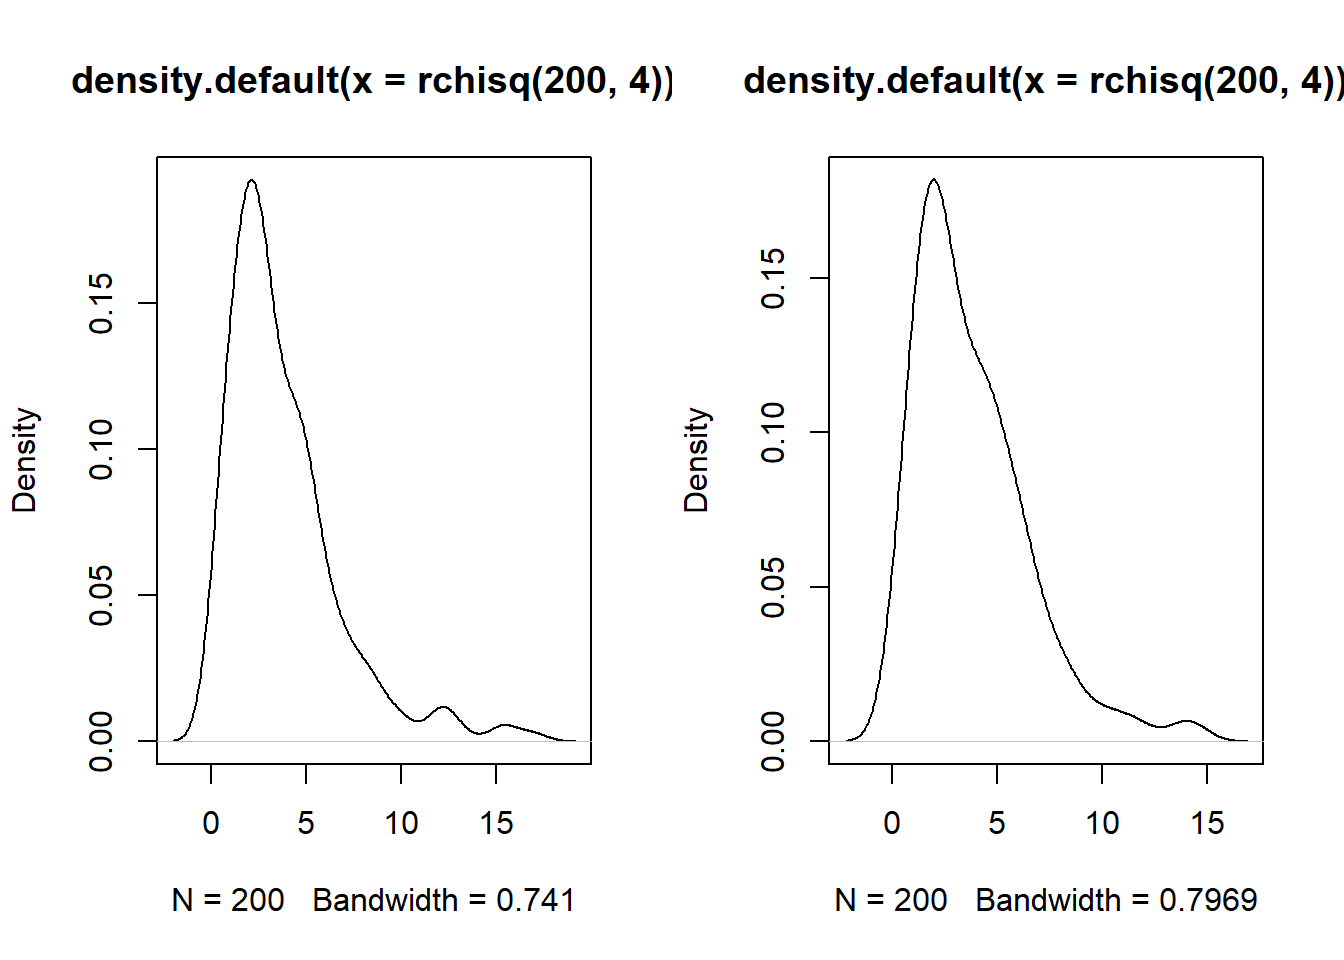 density.default(x = rchisq(200, 4))
Density
0.15
0.10
0.05
0.00
0 5 10 15
N = 200 Bandwidth = 0.741
density.default(x = rchisq(200, 4))
Density
0.15
0.10
0.05
0.00
0 5 10 15
N = 200 Bandwidth = 0.7969